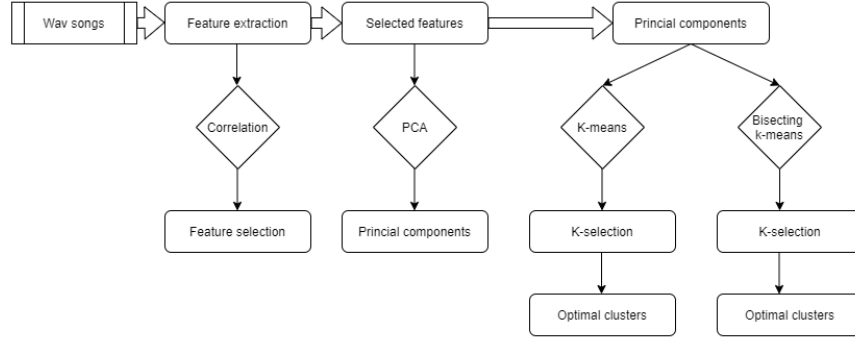 Wav songs
Feature extraction
Selected features
Princial components
Correlation
PCA
K-means
Bisecting
k-means
Feature selection
Princial components
K-selection
K-selection
Optimal clusters
Optimal clusters